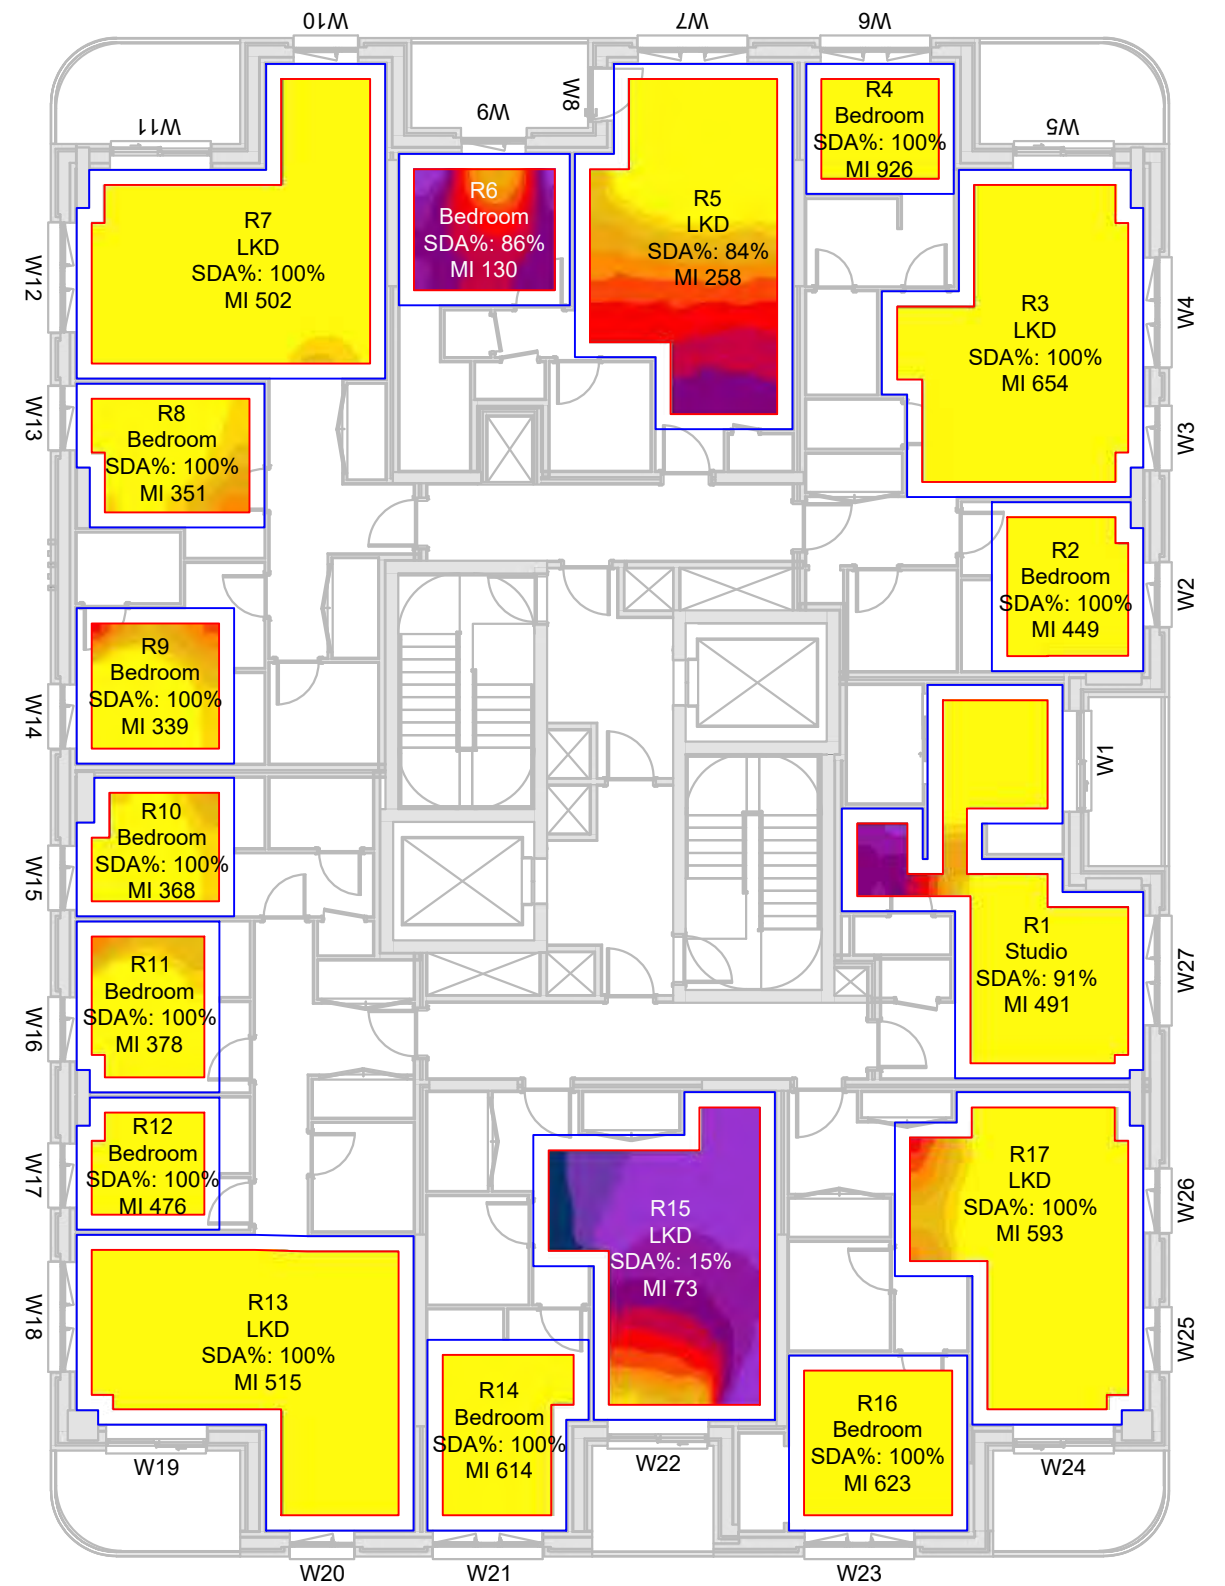 W10
W7
W6
W8
W9
W11
W5
R4
Bedroom
SDA%: 100%
MI 926
R6
Bedroom
SDA%: 86%
MI 130
R5
LKD
SDA%: 84%
MI 258
R7
LKD
SDA%: 100%
MI 502
W12
W4
R3
LKD
SDA%: 100%
MI 654
W13
R8
Bedroom
SDA%: 100%
MI 351
W3
R2
Bedroom
SDA%: 100%
MI 449
W2
R9
Bedroom
SDA%: 100%
MI 339
W14
W1
R10
Bedroom
SDA%: 100%
MI 368
W15
R1
Studio
SDA%: 91%
MI 491
W27
R11
Bedroom
SDA%: 100%
MI 378
W16
R12
Bedroom
SDA%: 100%
MI 476
W17
R17
LKD
SDA%: 100%
MI 593
W26
R15
LKD
SDA%: 15%
MI 73
R13
LKD
SDA%: 100%
MI 515
W18
W25
R14
Bedroom
SDA%: 100%
MI 614
R16
Bedroom
SDA%: 100%
MI 623
W19
W22
W24
W20
W21
W23